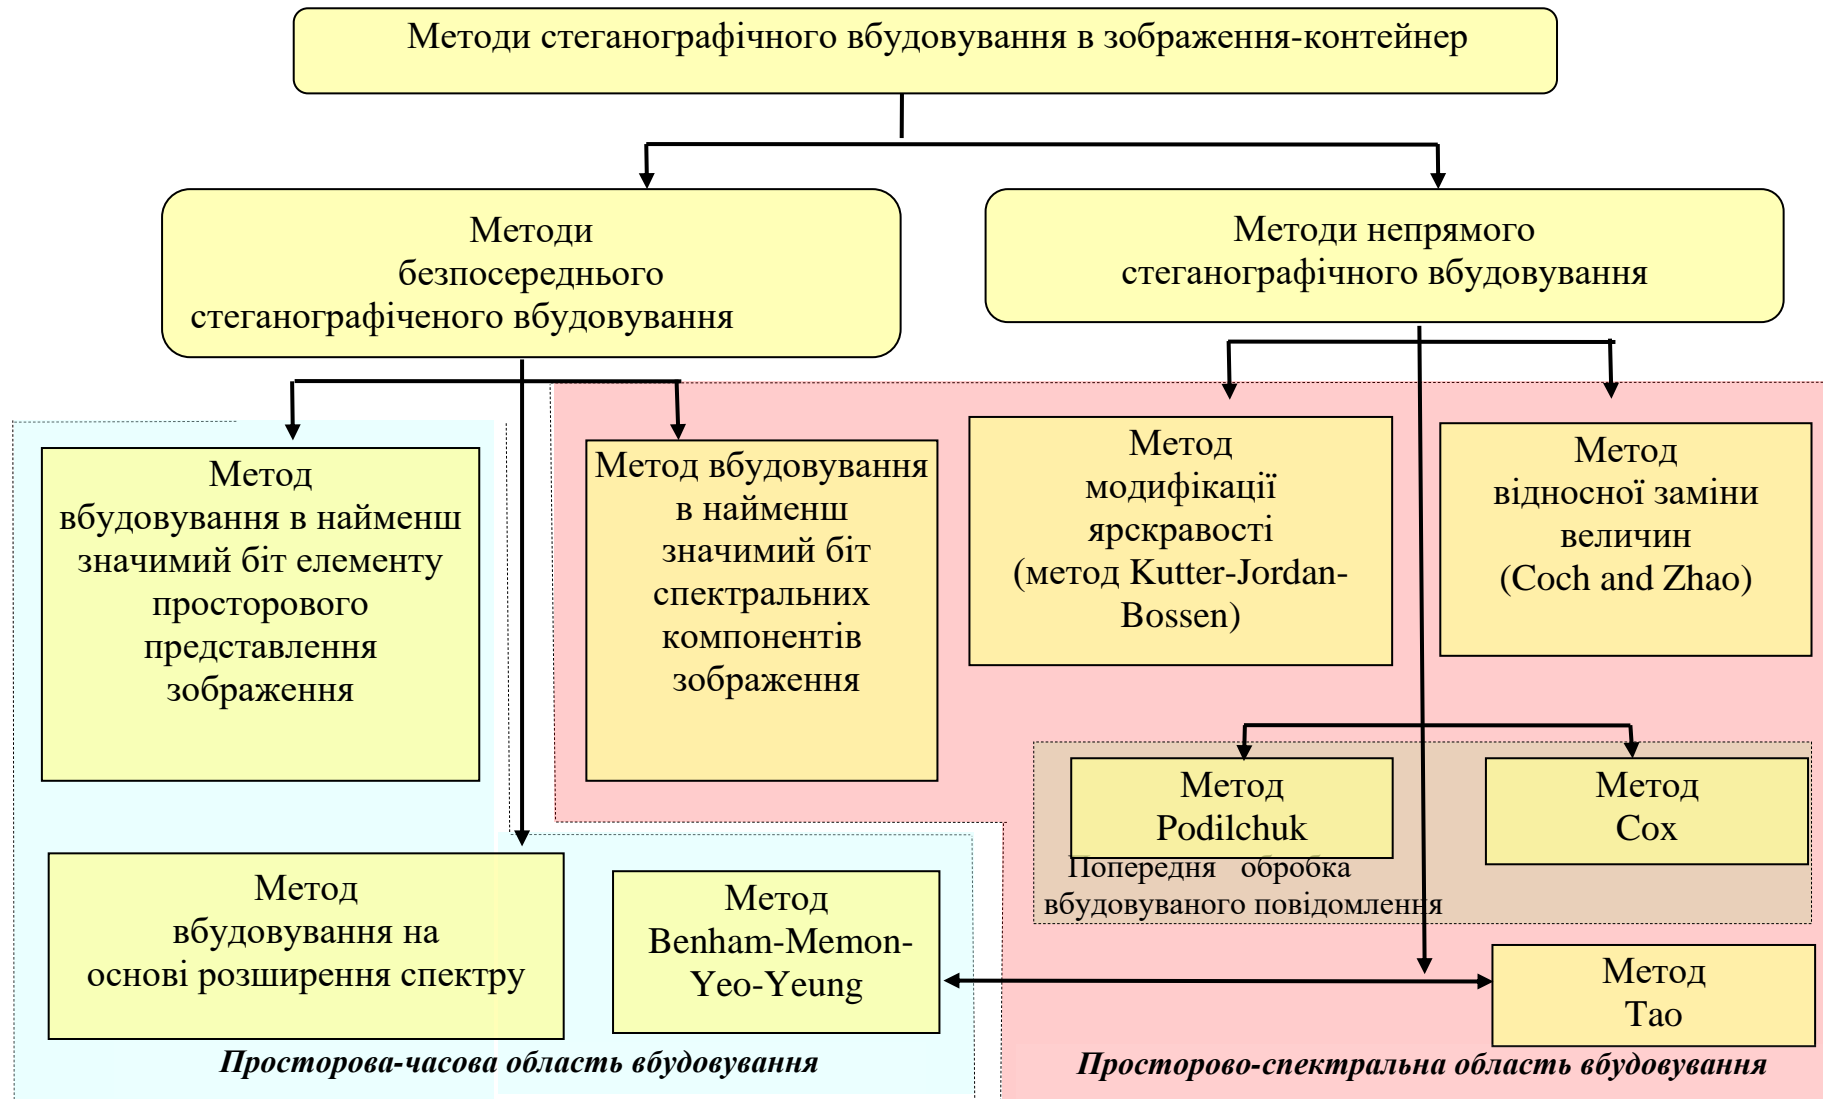 Методи стеганографічного вбудовування в зображення-контейнер
Методи
безпосереднього
стеганографіченого вбудовування
Методи непрямого
стеганографічного вбудовування
Метод
вбудовування в найменш
значимий біт елементу
просторового
представлення
зображення
Метод вбудовування
в найменш
значимий біт
спектральних
компонентів
зображення
Метод
модифікації
ярскравості
(метод Kutter-Jordan-
Bossen)
Метод
відносної заміни
величин
(Coch and Zhao)
Метод
Podilchuk
Метод
Cox
Попередня обробка
вбудовуваного повідомлення
Метод
вбудовування на
основі розширення спектру
Метод
Benham-Memon-
Yeo-Yeung
Метод
Tao
Просторова-часова область вбудовування
Просторово-спектральна область вбудовування